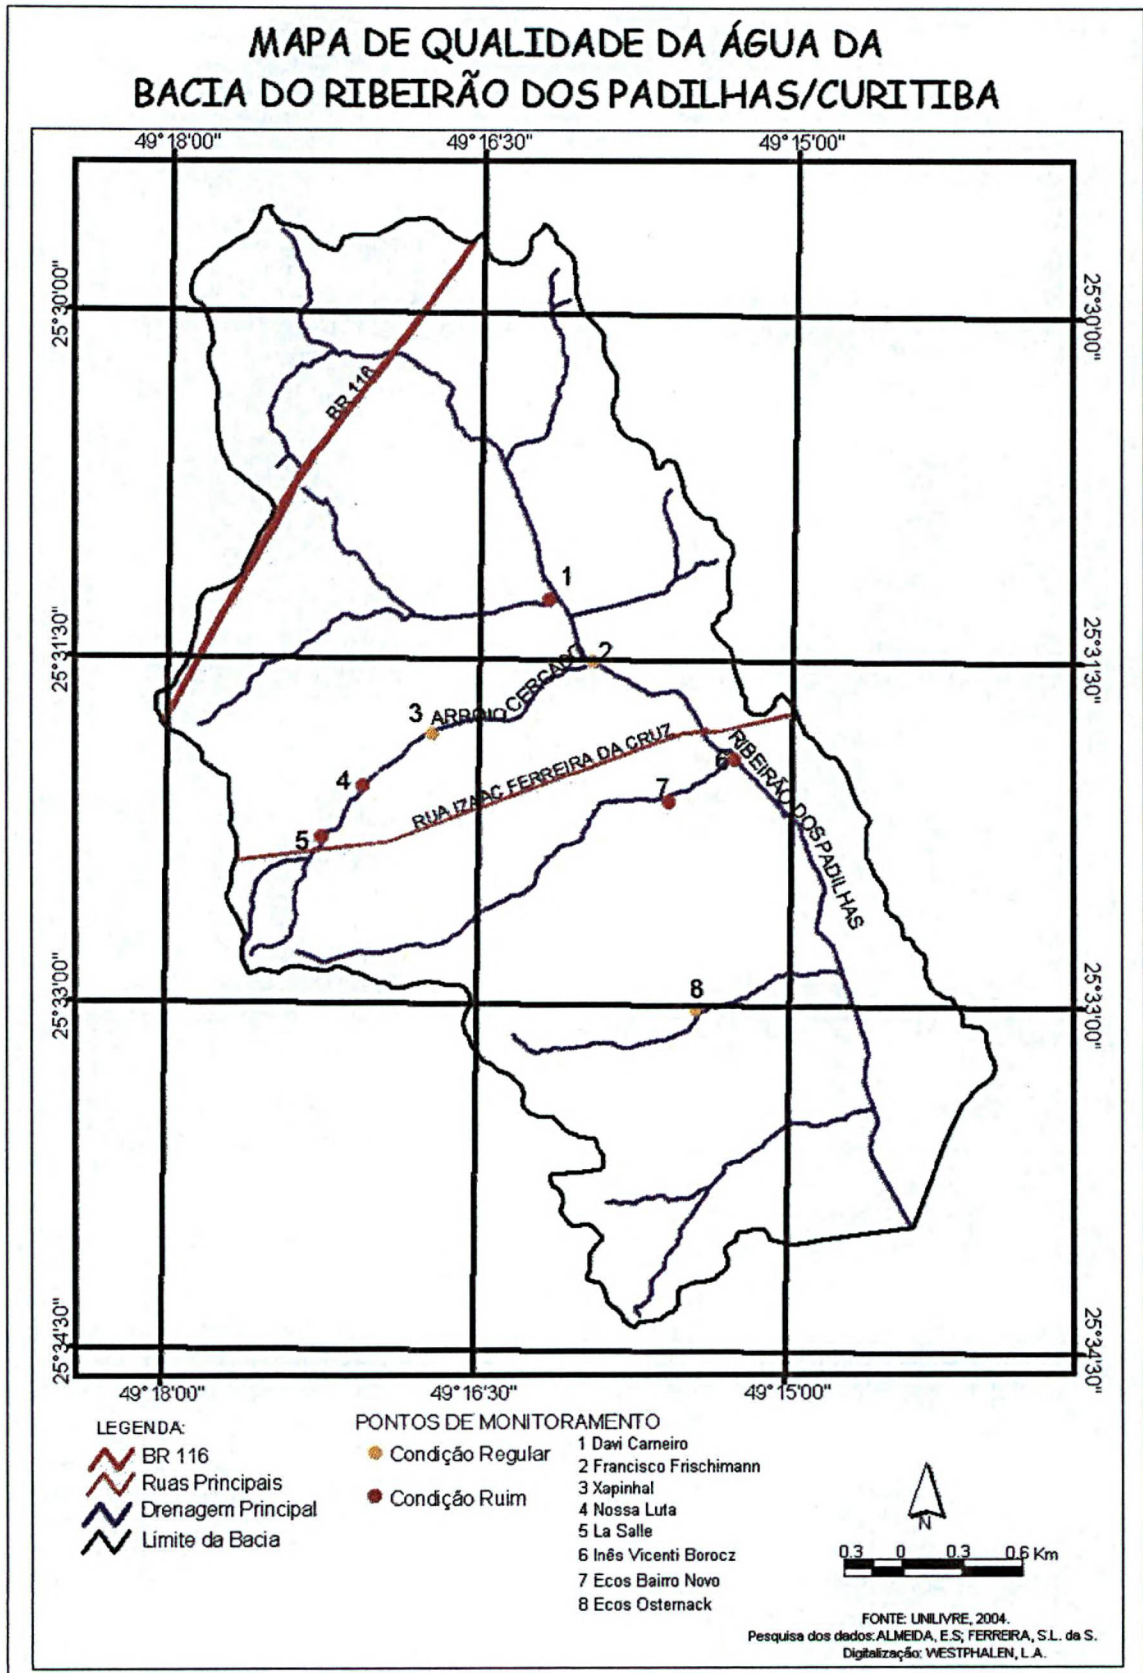 MAPA DE QUALIDADE DA ÁGUA DA
BACIA DO RIBEIRÃO DOS PADILHAS/CURITIBA
49°18'00" 49°16'30" 49°15'00"
25°30'00" 25°30'00"
BR 116
1
25°31'30" 25°31'30"
2
ARROIO CERCADO
3
RIBEIRÃO DOS PADILHAS
RUA IZAAC FERREIRA DA CRUZ
6
4
7
5
25°33'00" 25°33'00"
8
25°34'30" 25°34'30"
49°18'00" 49°16'30" 49°15'00"
LEGENDA:
BR 116
Ruas Principais
Drenagem Principal
Limite da Bacia
PONTOS DE MONITORAMENTO
Condição Regular
Condição Ruim
1 Davi Carneiro
2 Francisco Frischimann
3 Xapinhal
4 Nossa Luta
5 La Salle
6 Inês Vicenti Borocz
7 Ecos Bairro Novo
8 Ecos Osternack
N
0.3 0 0.3 0.6 Km
FONTE: UNILIVRE, 2004.
Pesquisa dos dados: ALMEIDA, E.S; FERREIRA, S.L. da S.
Digitalização: WESTPHALEN, L.A.